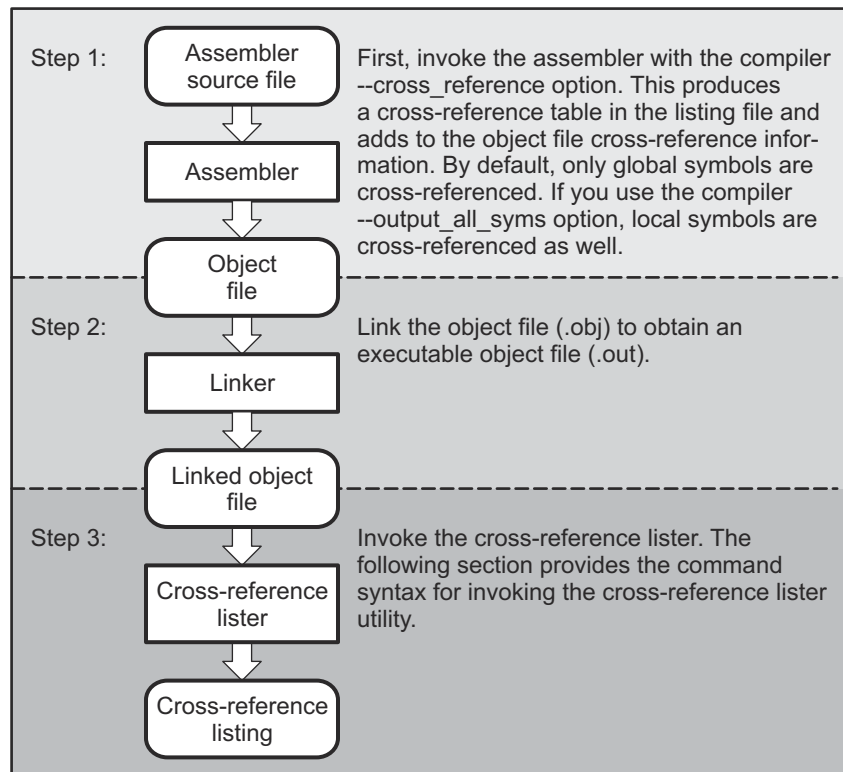 Step 1:
Assembler
source file
Assembler
Object
file
First, invoke the assembler with the compiler
--cross_reference option. This produces
a cross-reference table in the listing file and
adds to the object file cross-reference infor-
mation. By default, only global symbols are
cross-referenced. If you use the compiler
--output_all_syms option, local symbols are
cross-referenced as well.
Step 2:
Linker
Linked object
file
Link the object file (.obj) to obtain an
executable object file (.out).
Step 3:
Cross-reference
lister
Cross-reference
listing
Invoke the cross-reference lister. The
following section provides the command
syntax for invoking the cross-reference lister
utility.